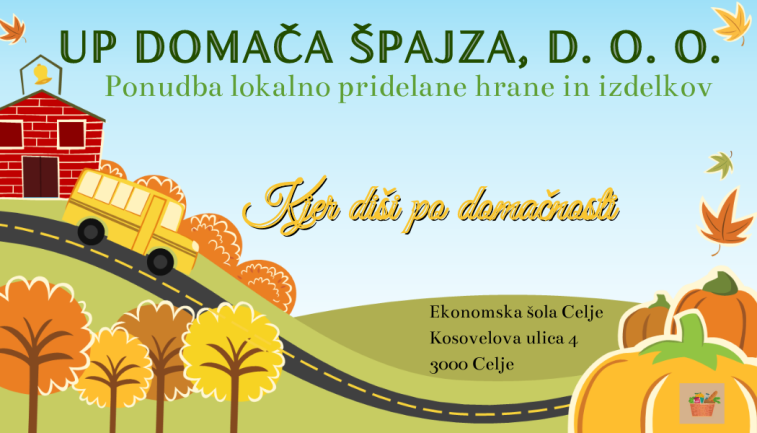 UP DOMAČA ŠPAJZA, D. O. O.
Ponudba lokalno pridelane hrane in izdelkov
Kjer diši po domačnosti
Ekonomska šola Celje
Kosovelova ulica 4
3000 Celje